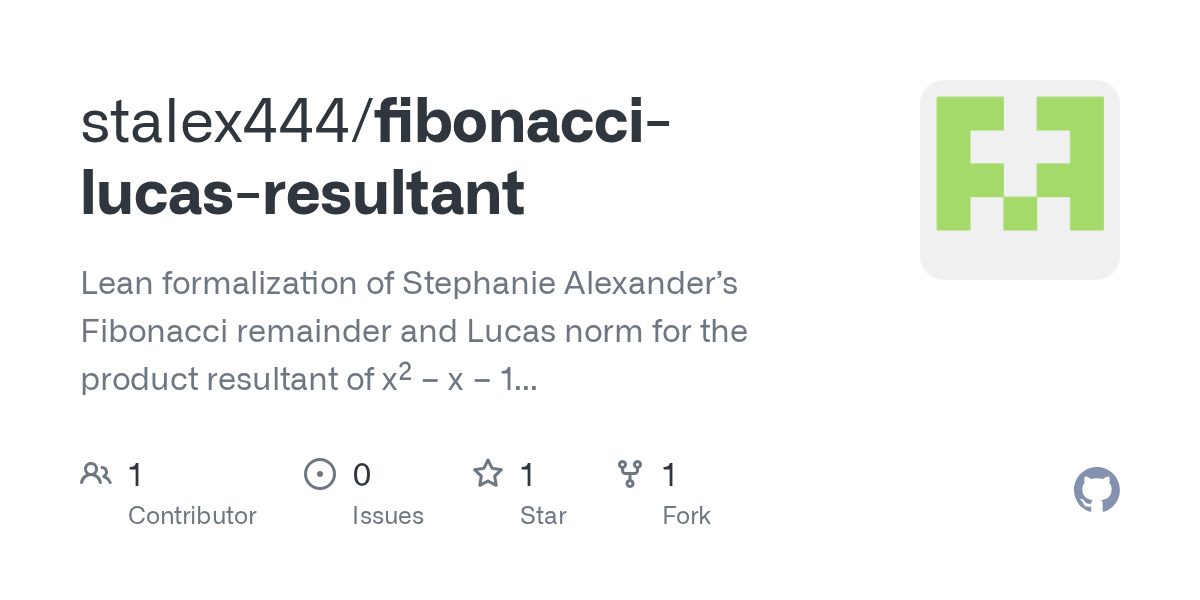 stalex444/fibonacci-
lucas-resultant
Lean formalization of Stephanie Alexander’s
Fibonacci remainder and Lucas norm for the
product resultant of x² − x − 1...
1 0 1 1
Contributor Issues Star Fork